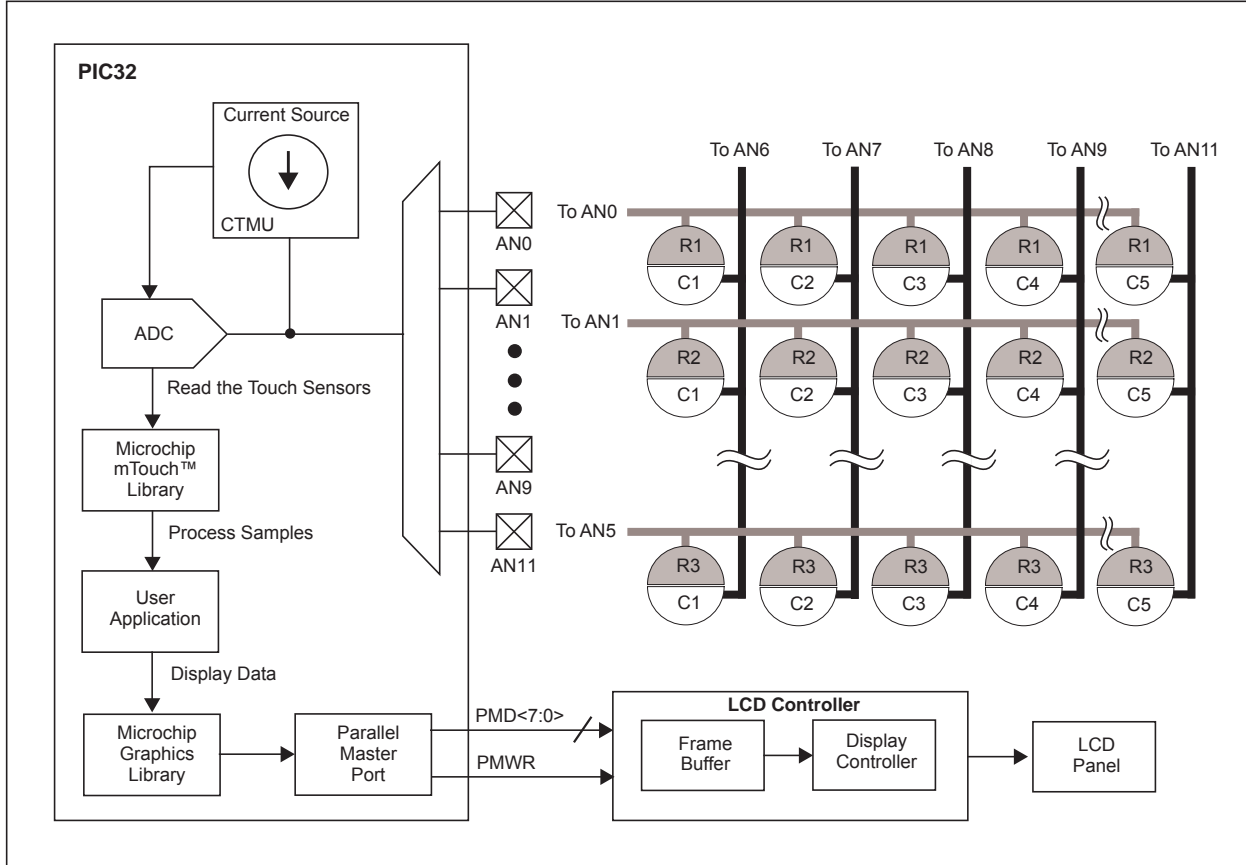 PIC32
Current Source
CTMU
ADC
Read the Touch Sensors
Microchip
mTouch™
Library
Process Samples
User
Application
Display Data
Microchip
Graphics
Library
Parallel
Master
Port
AN0
AN1
AN9
AN11
To AN6
To AN7
To AN8
To AN9
To AN11
To AN0
R1
R1
R1
R1
R1
C1
C2
C3
C4
C5
To AN1
R2
R2
R2
R2
R2
C1
C2
C3
C4
C5
To AN5
R3
R3
R3
R3
R3
C1
C2
C3
C4
C5
PMD<7:0>
PMWR
LCD Controller
Frame
Buffer
Display
Controller
LCD
Panel